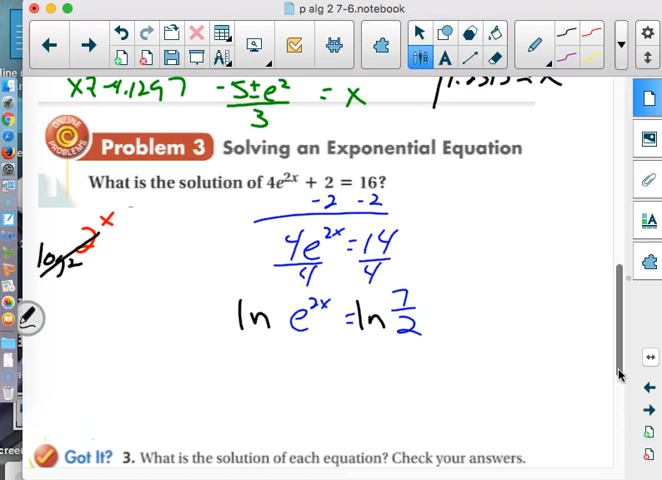 p alg 2 7-6.notebook
-5±e²
3
= x
ONLINE PROBLEMS
Problem 3 Solving an Exponential Equation
What is the solution of 4e^2x + 2 = 16?
-2 -2
4e^2x = 14
4 4
log₂ 2^x
ln e^2x = ln 7/2
Got It? 3. What is the solution of each equation? Check your answers.